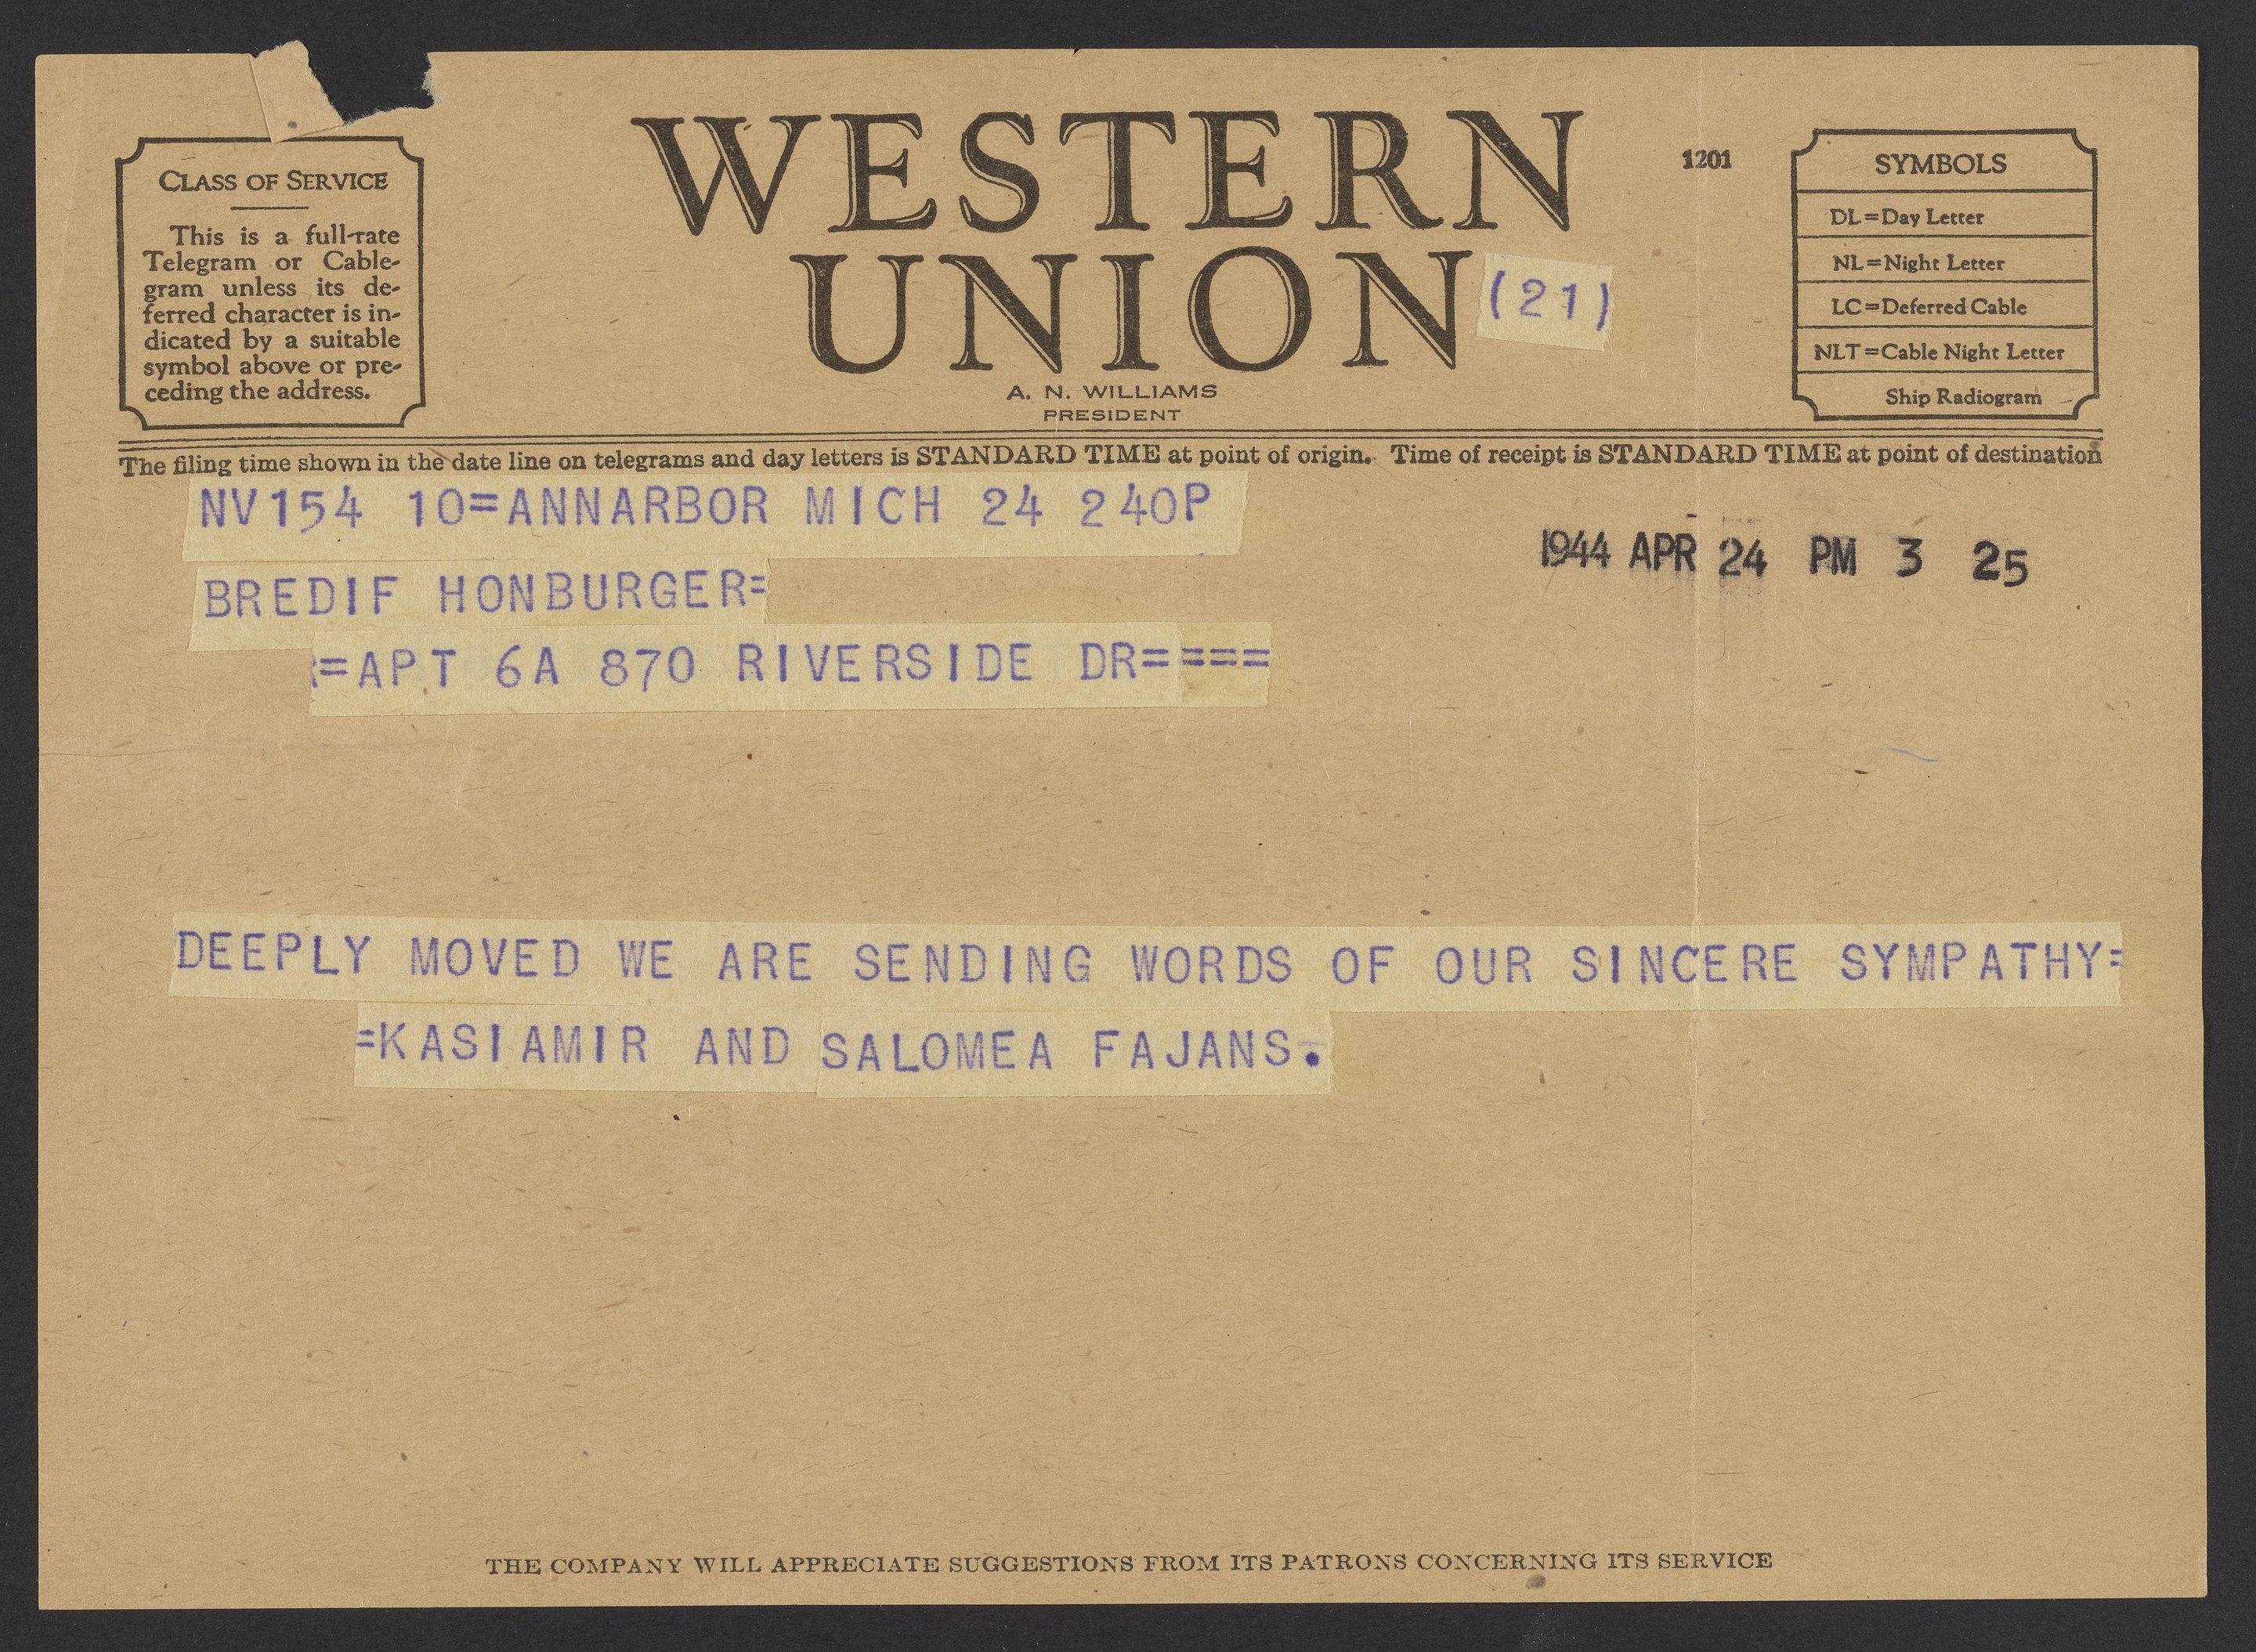 CLASS OF SERVICE
This is a full-rate
Telegram or Cable-
gram unless its de-
ferred character is in-
dicated by a suitable
symbol above or pre-
ceding the address.
WESTERN
UNION
(21)
A. N. WILLIAMS
PRESIDENT
1201
SYMBOLS
DL=Day Letter
NL=Night Letter
LC=Deferred Cable
NLT=Cable Night Letter
Ship Radiogram
The filing time shown in the date line on telegrams and day letters is STANDARD TIME at point of origin. Time of receipt is STANDARD TIME at point of destination
NV154 10=ANNARBOR MICH 24 240P
1944 APR 24 PM 3 25
BREDIF HONBURGER=
=APT 6A 870 RIVERSIDE DR=====
DEEPLY MOVED WE ARE SENDING WORDS OF OUR SINCERE SYMPATHY=
=KASIAMIR AND SALOMEA FAJANS.
THE COMPANY WILL APPRECIATE SUGGESTIONS FROM ITS PATRONS CONCERNING ITS SERVICE